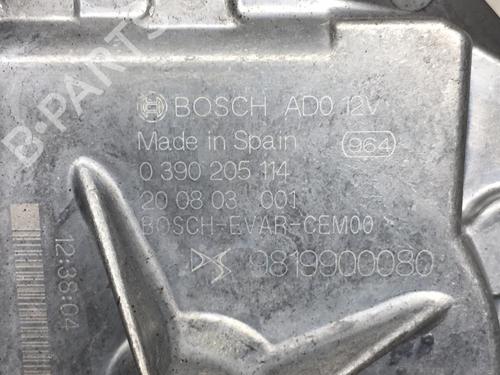 B-PARTS
BOSCH AD0 12V
Made in Spain 964
0 390 205 114
20 08 03 001
BOSCH-EVAR-CEM00
9819900080
12:38:04